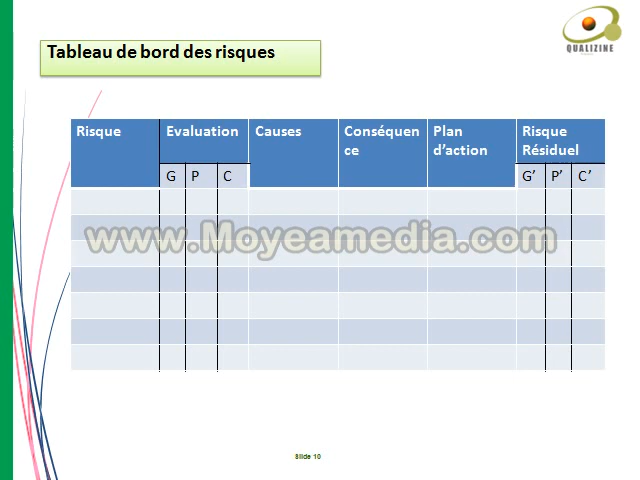 Tableau de bord des risques
QUALIZINE
Risque Evaluation Causes Conséquen
ce Plan
d'action Risque
Résiduel
G P C G’ P’ C’
www.Moyeamedia.com
Slide 10